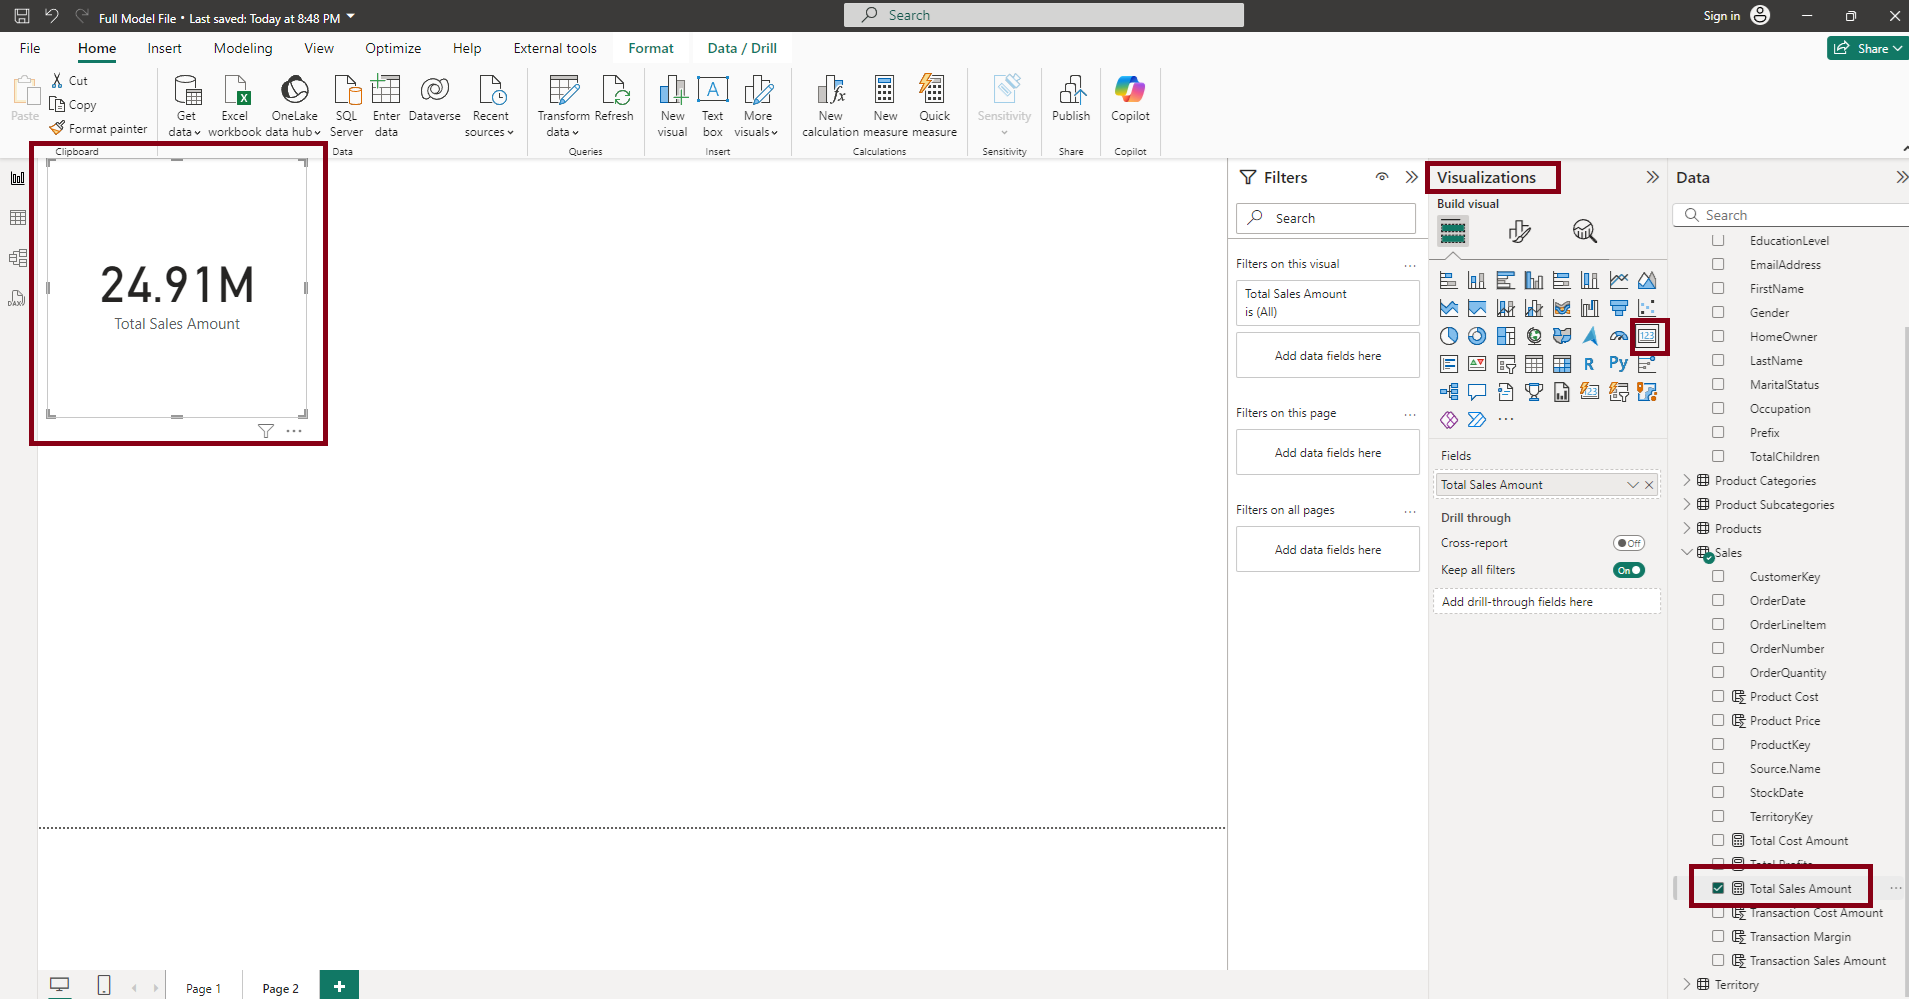 Full Model File • Last saved: Today at 8:48 PM
Search
Sign in
File
Home
Insert
Modeling
View
Optimize
Help
External tools
Format
Data / Drill
Share
Paste
Cut
Copy
Format painter
Clipboard
Get data
Excel workbook
OneLake data hub
SQL Server
Enter data
Dataverse
Recent sources
Data
Transform data
Refresh
Queries
New visual
A
Text box
More visuals
Insert
fx
New calculation
New measure
Quick measure
Calculations
Sensitivity
Sensitivity
Publish
Share
Copilot
Copilot
DAX
24.91M
Total Sales Amount
Filters
Search
Filters on this visual
...
Total Sales Amount
is (All)
Add data fields here
Filters on this page
...
Add data fields here
Filters on all pages
...
Add data fields here
Visualizations
Build visual
123
R
Py
123
...
Fields
Total Sales Amount
Drill through
Cross-report
Off
Keep all filters
On
Add drill-through fields here
Data
Search
EducationLevel
EmailAddress
FirstName
Gender
HomeOwner
LastName
MaritalStatus
Occupation
Prefix
TotalChildren
Product Categories
Product Subcategories
Products
Sales
CustomerKey
OrderDate
OrderLineItem
OrderNumber
OrderQuantity
Product Cost
Product Price
ProductKey
Source.Name
StockDate
TerritoryKey
Total Cost Amount
Total Profits
Total Sales Amount
...
Transaction Cost Amount
Transaction Margin
Transaction Sales Amount
Territory
Page 1
Page 2
+